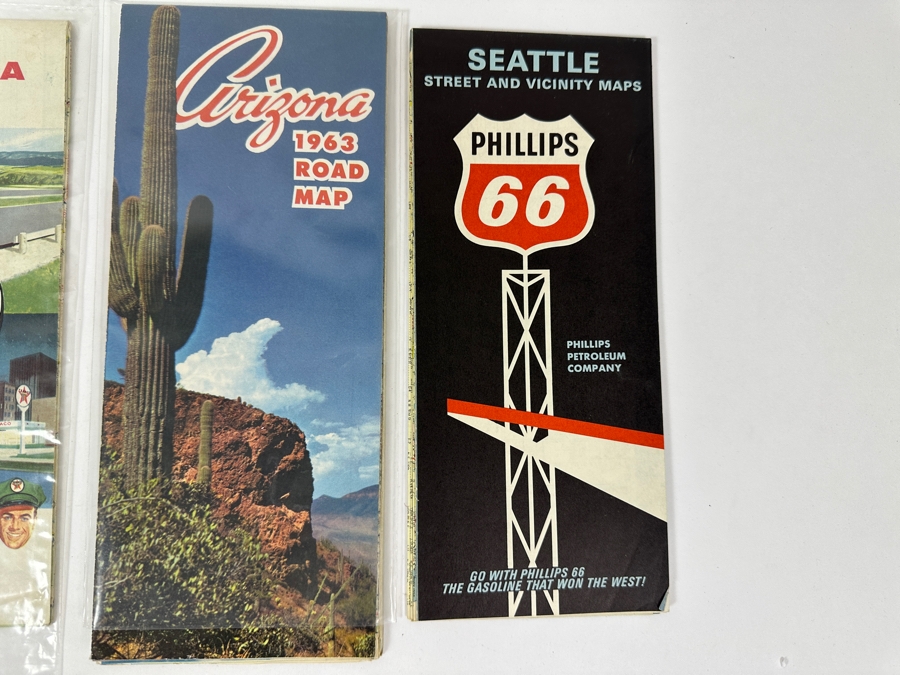 A
Arizona
1963
ROAD
MAP
SEATTLE
STREET AND VICINITY MAPS
PHILLIPS
66
PHILLIPS
PETROLEUM
COMPANY
GO WITH PHILLIPS 66
THE GASOLINE THAT WON THE WEST!